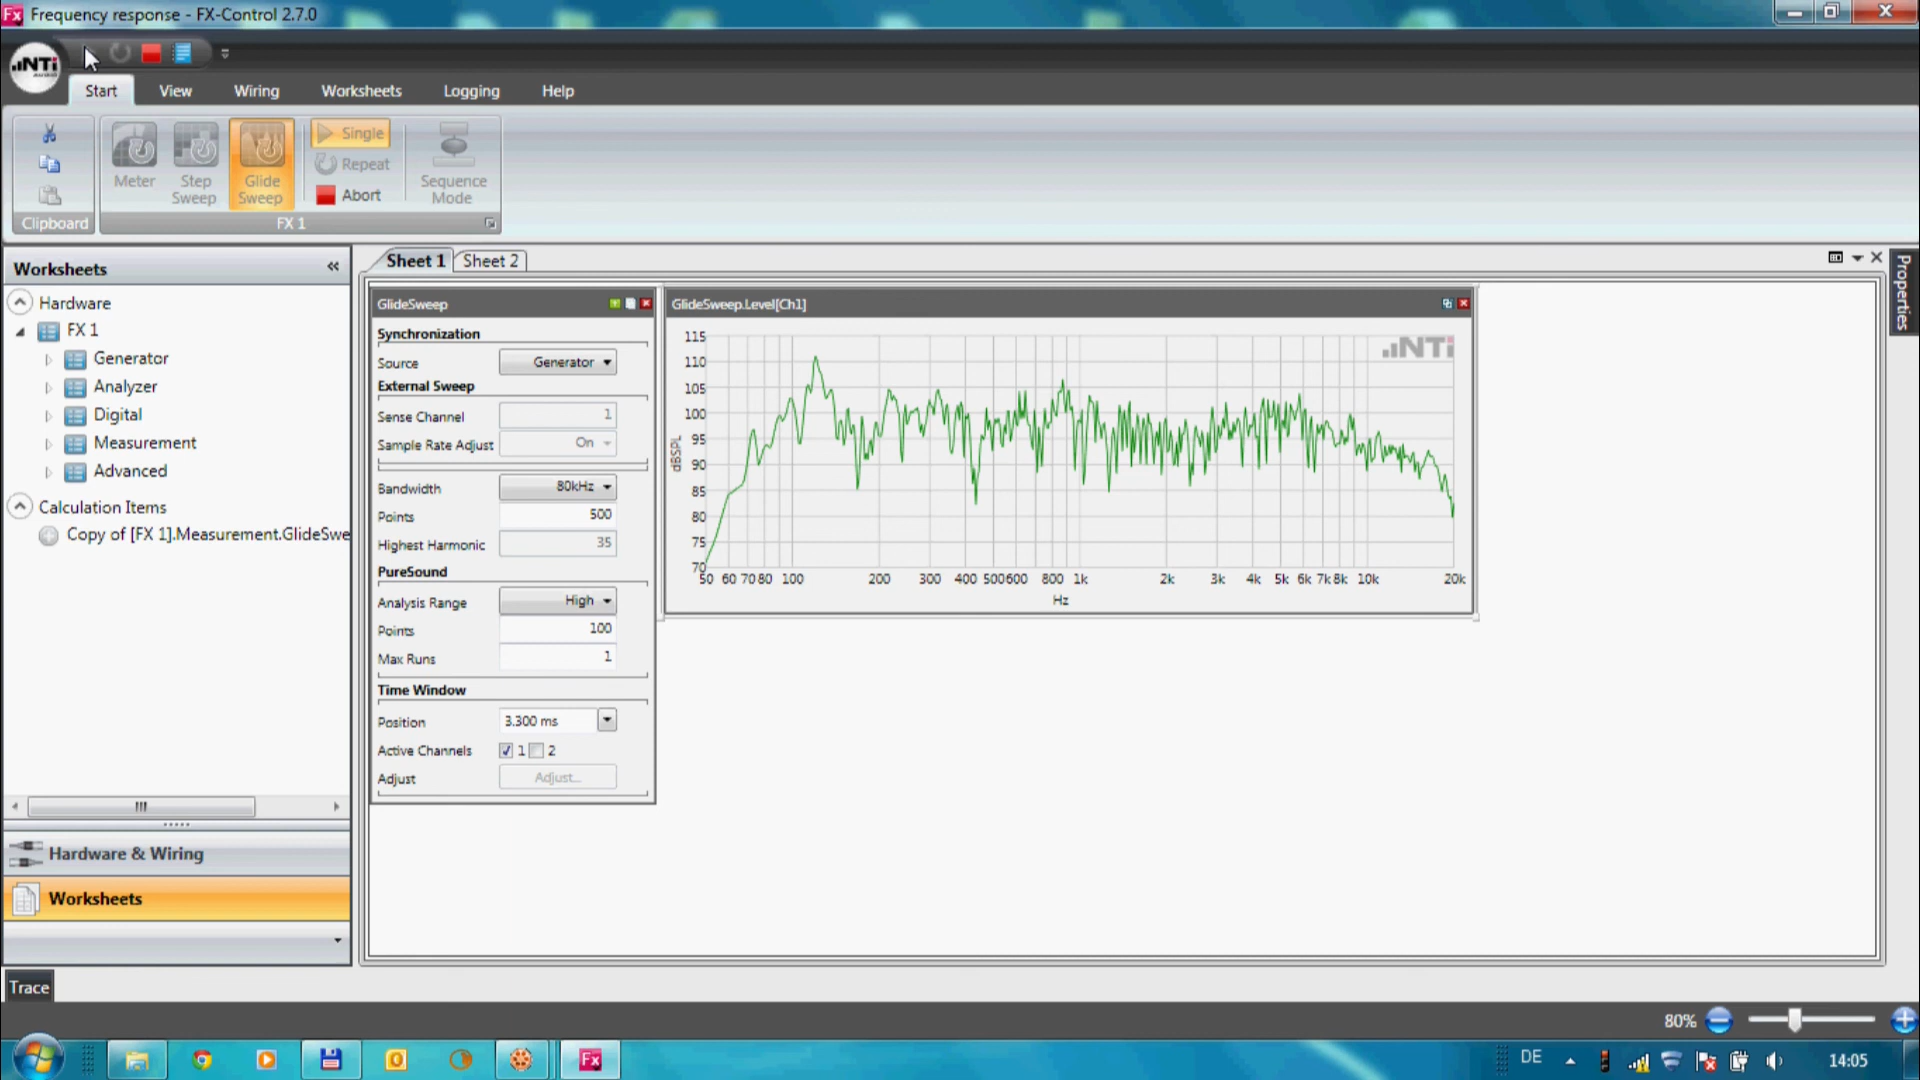 Fx Frequency response - FX-Control 2.7.0
NTi
AUDIO
Start View Wiring Worksheets Logging Help
Meter
Step
Sweep
Glide
Sweep
Single
Repeat
Abort
Sequence
Mode
Clipboard
FX 1
Worksheets
Hardware
FX 1
Generator
Analyzer
Digital
Measurement
Advanced
Calculation Items
Copy of [FX 1].Measurement.GlideSwe
Hardware & Wiring
Worksheets
Trace
Sheet 1 Sheet 2
GlideSweep
Synchronization
Source Generator
External Sweep
Sense Channel 1
Sample Rate Adjust On
Bandwidth 80kHz
Points 500
Highest Harmonic 35
PureSound
Analysis Range High
Points 100
Max Runs 1
Time Window
Position 3.300 ms
Active Channels 1 2
Adjust Adjust...
GlideSweep.Level[Ch1]
NTi
115
110
105
100
95
90
85
80
75
70
dBSPL
50 60 70 80 100 200 300 400 500 600 800 1k 2k 3k 4k 5k 6k 7k 8k 10k 20k
Hz
Properties
80%
Fx
DE
14:05